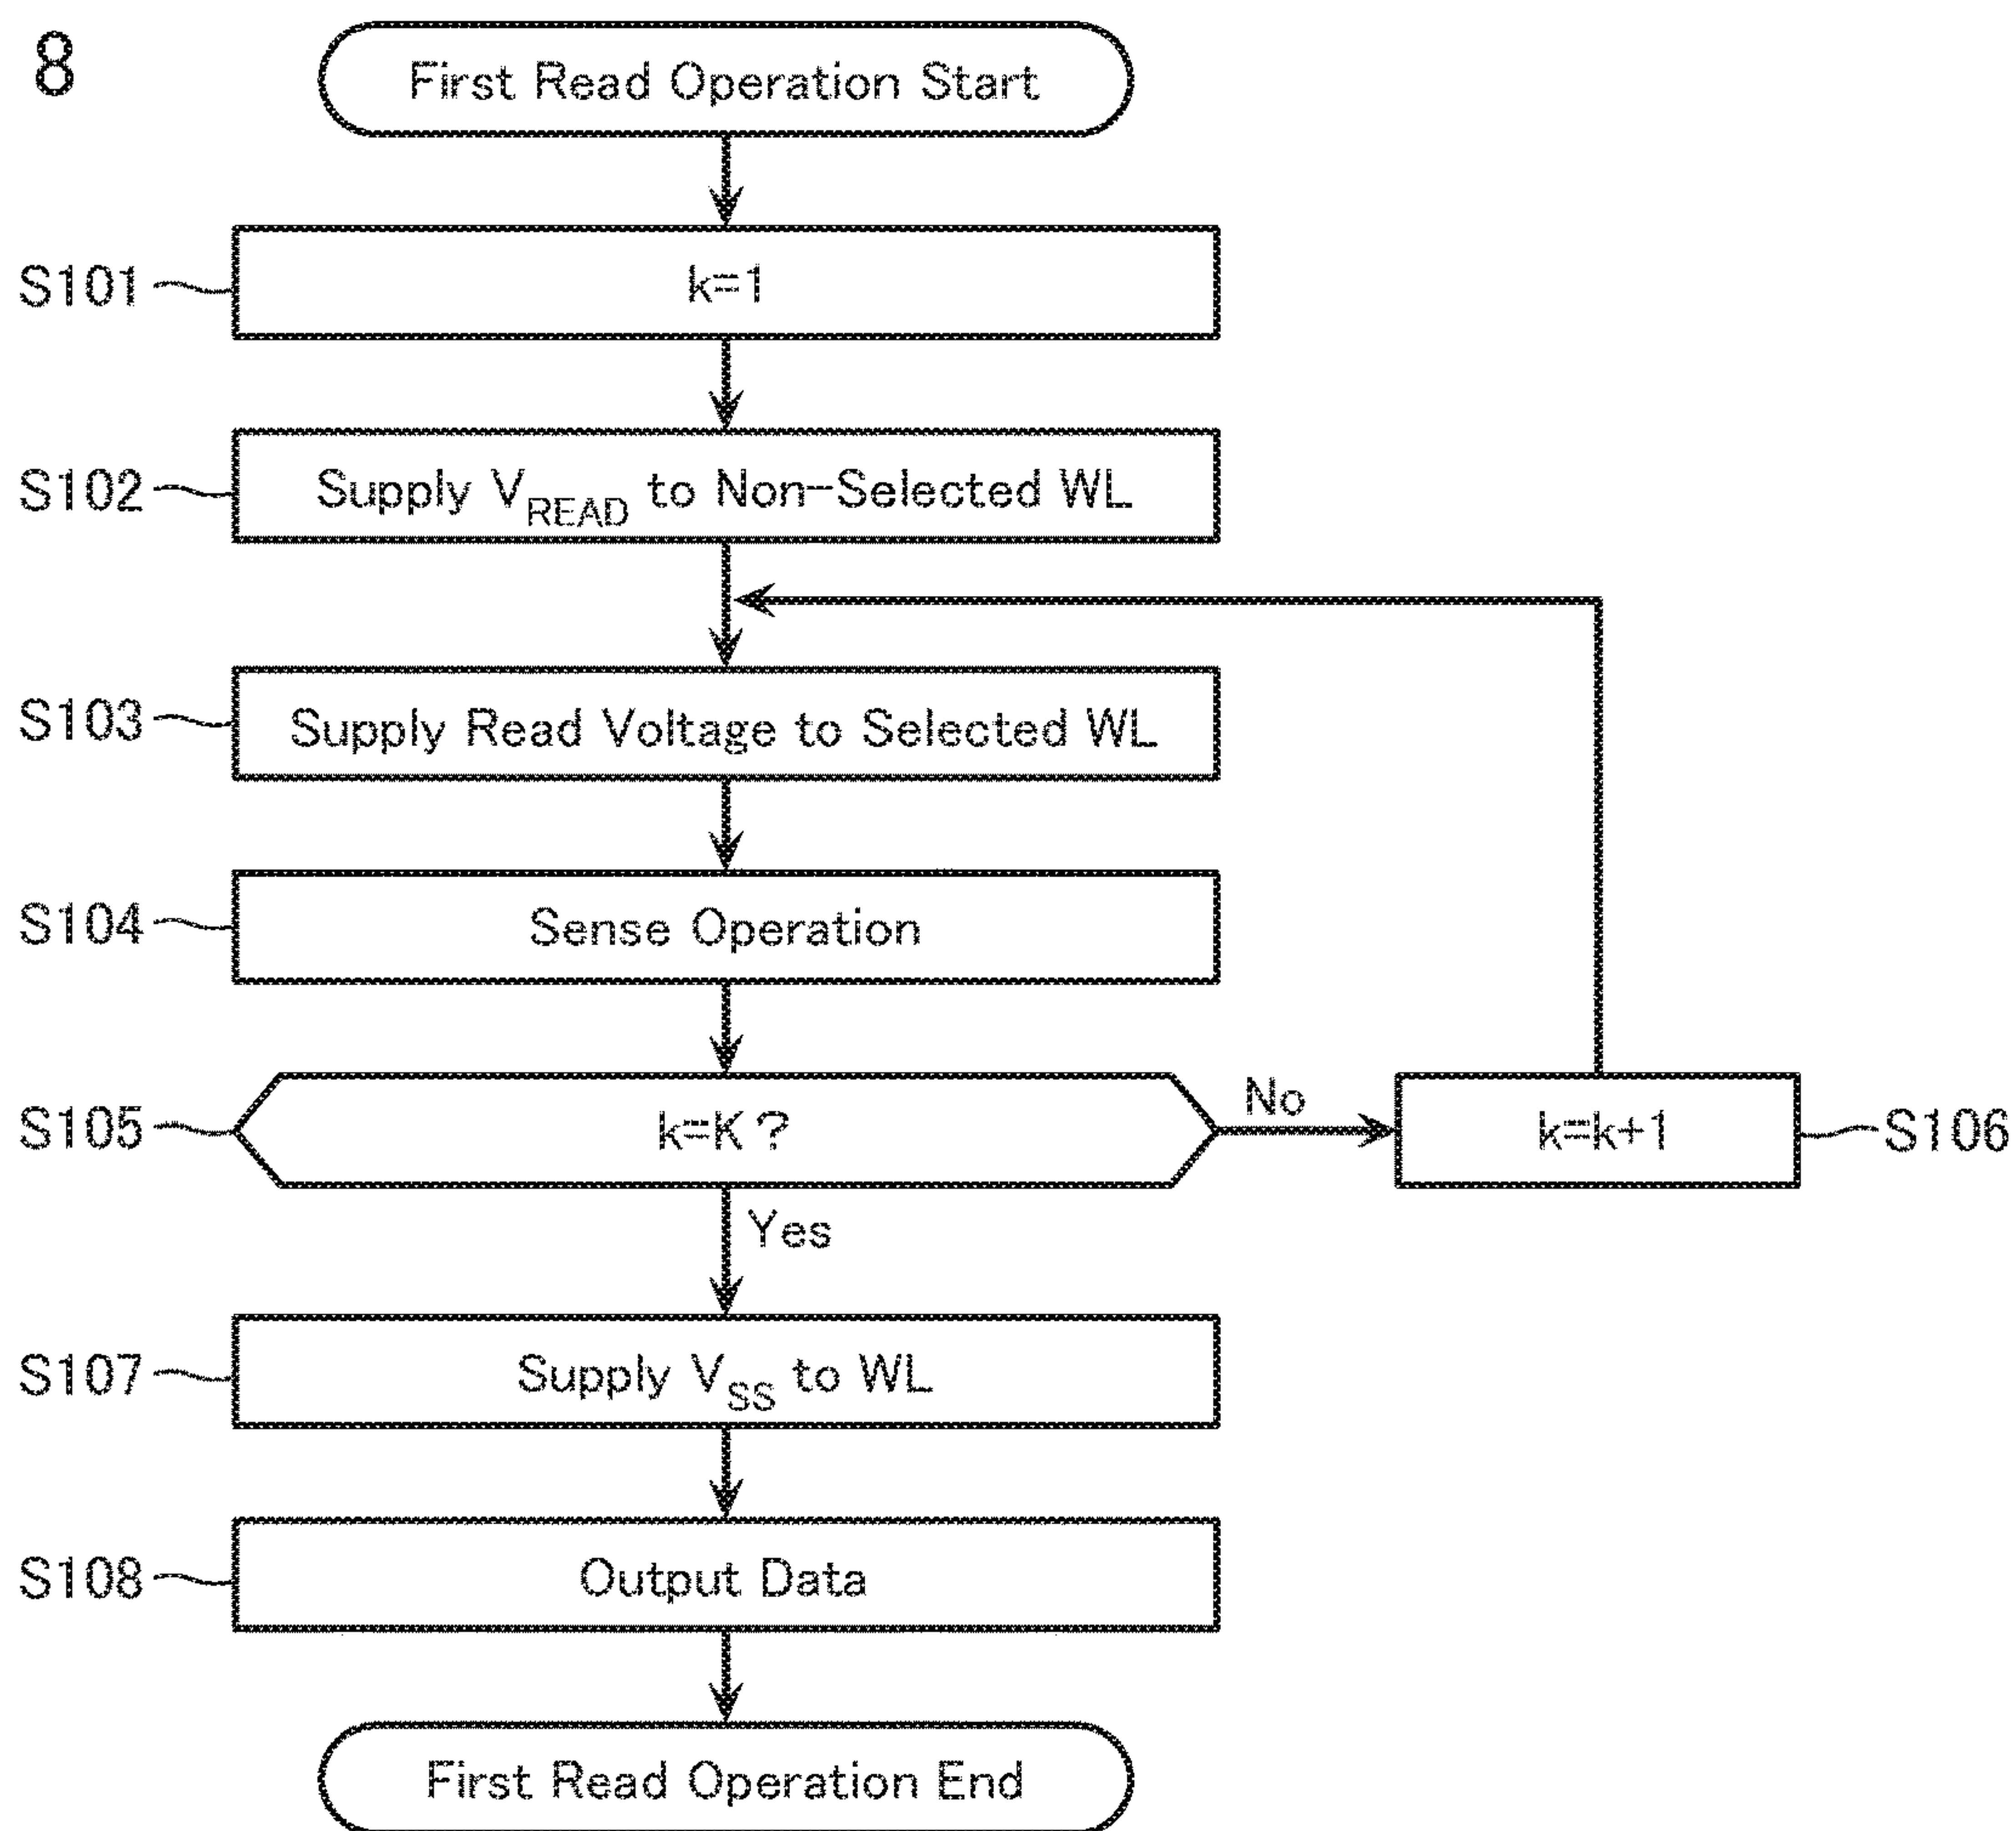 8
First Read Operation Start
S101
k=1
S102
Supply V_READ to Non-Selected WL
S103
Supply Read Voltage to Selected WL
S104
Sense Operation
S105
k=K?
No
k=k+1
S106
Yes
S107
Supply V_SS to WL
S108
Output Data
First Read Operation End